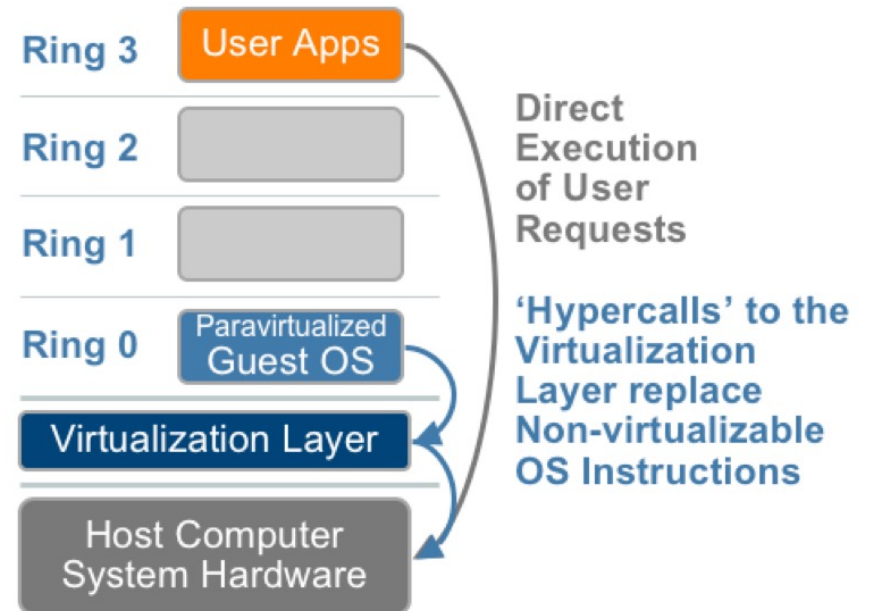 Ring 3
User Apps
Ring 2
Ring 1
Ring 0
Paravirtualized
Guest OS
Virtualization Layer
Host Computer
System Hardware
Direct
Execution
of User
Requests
‘Hypercalls’ to the
Virtualization
Layer replace
Non-virtualizable
OS Instructions